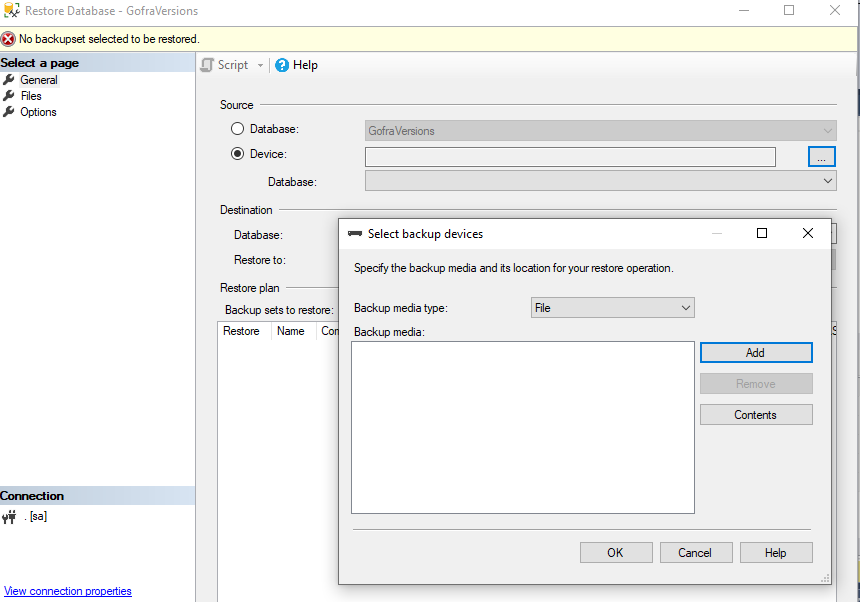 Restore Database - GofraVersions
No backupset selected to be restored.
Select a page
General
Files
Options
Script
Help
Source
Database:
GofraVersions
Device:
...
Database:
Destination
Database:
Restore to:
Restore plan
Backup sets to restore:
Restore Name
Select backup devices
Specify the backup media and its location for your restore operation.
Backup media type:
File
Backup media:
Add
Remove
Contents
OK Cancel Help
Connection
. [sa]
View connection properties